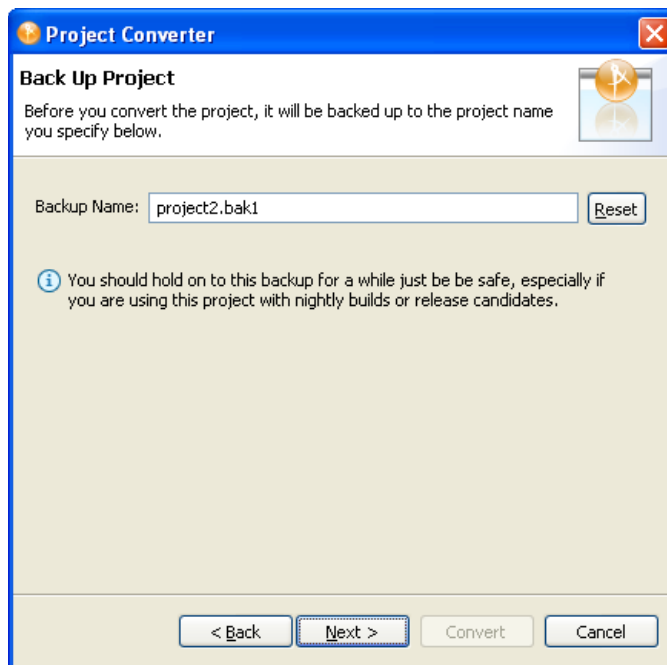 Project Converter
Back Up Project
Before you convert the project, it will be backed up to the project name
you specify below.
Backup Name: project2.bak1 Reset
You should hold on to this backup for a while just be be safe, especially if
you are using this project with nightly builds or release candidates.
< Back Next > Convert Cancel